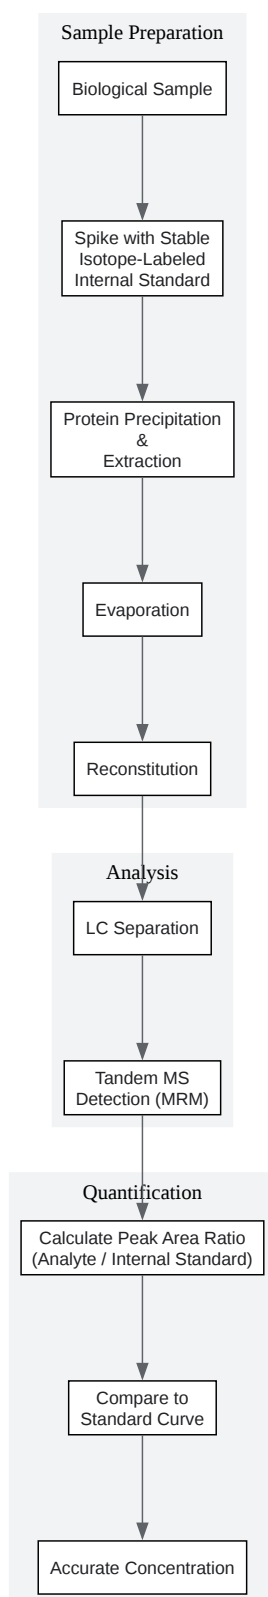 Sample Preparation
Biological Sample
Spike with Stable
Isotope-Labeled
Internal Standard
Protein Precipitation
&
Extraction
Evaporation
Reconstitution
Analysis
LC Separation
Tandem MS
Detection (MRM)
Quantification
Calculate Peak Area Ratio
(Analyte / Internal Standard)
Compare to
Standard Curve
Accurate Concentration